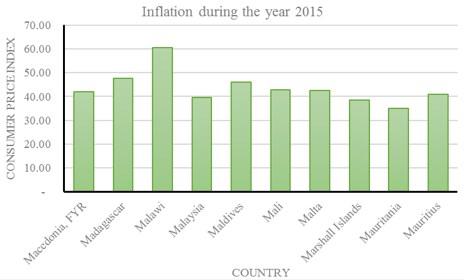 Inflation during the year 2015
CONSUMER PRICE INDEX
70.00
60.00
50.00
40.00
30.00
20.00
10.00
-
Macedonia, FYR
Madagascar
Malawi
Malaysia
Maldives
Mali
Malta
Marshall Islands
Mauritania
Mauritius
COUNTRY